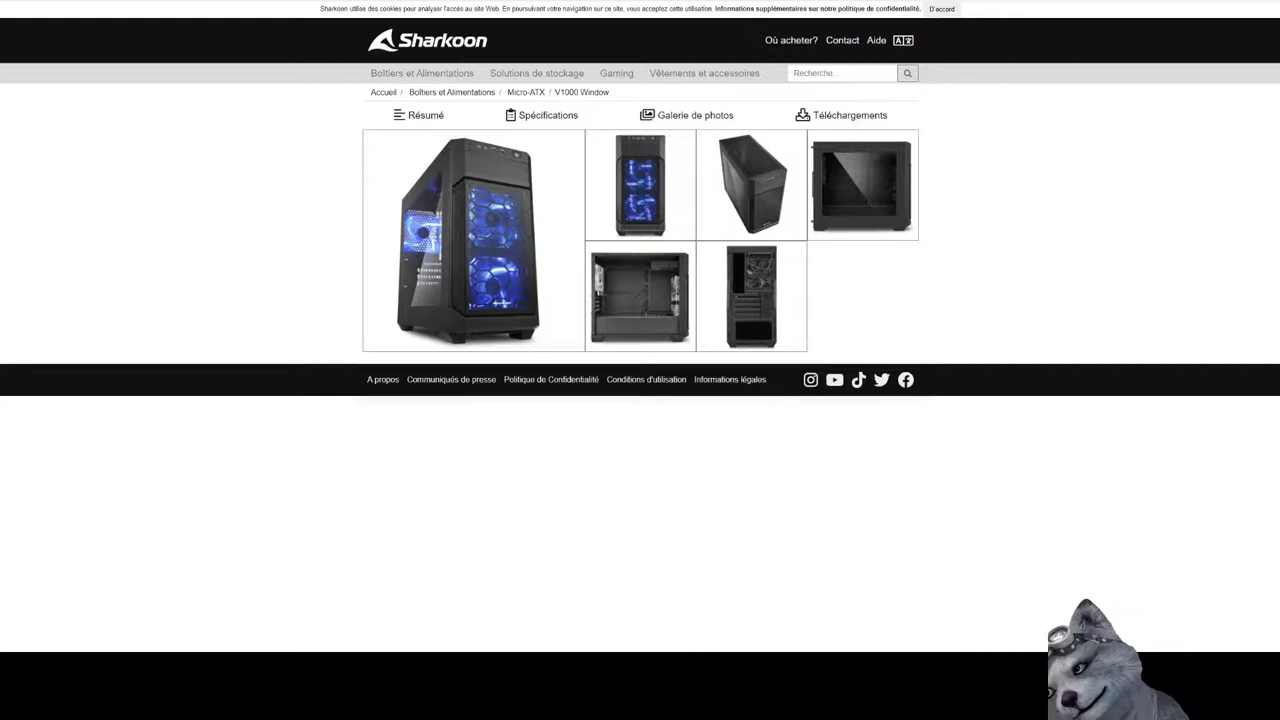 Sharkoon utilise des cookies pour analyser l'accès au site Web. En poursuivant votre navigation sur ce site, vous acceptez cette utilisation. Informations supplémentaires sur notre politique de confidentialité. D'accord
Sharkoon
Où acheter? Contact Aide
Boîtiers et Alimentations Solutions de stockage Gaming Vêtements et accessoires Recherche...
Accueil / Boîtiers et Alimentations / Micro-ATX / V1000 Window
Résumé Spécifications Galerie de photos Téléchargements
A propos Communiqués de presse Politique de Confidentialité Conditions d'utilisation Informations légales